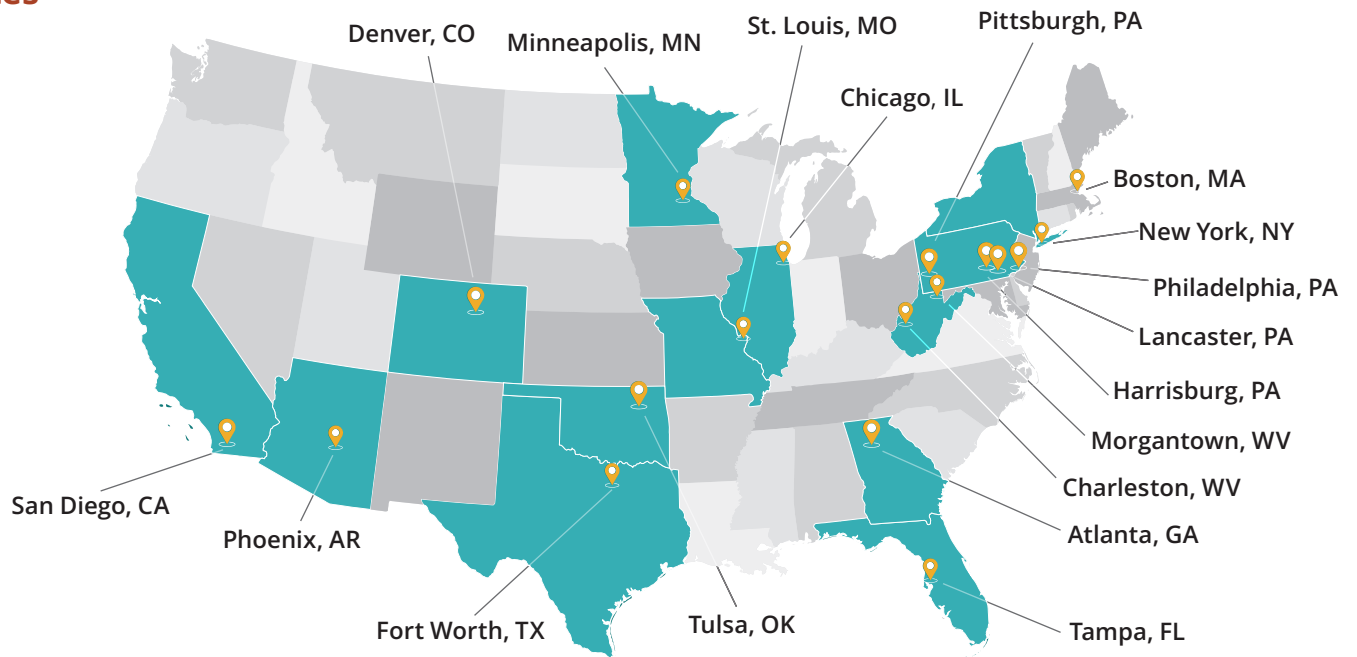 Denver, CO
Minneapolis, MN
St. Louis, MO
Pittsburgh, PA
Chicago, IL
Boston, MA
New York, NY
Philadelphia, PA
Lancaster, PA
Harrisburg, PA
Morgantown, WV
Charleston, WV
Atlanta, GA
Tampa, FL
Tulsa, OK
Fort Worth, TX
Phoenix, AR
San Diego, CA